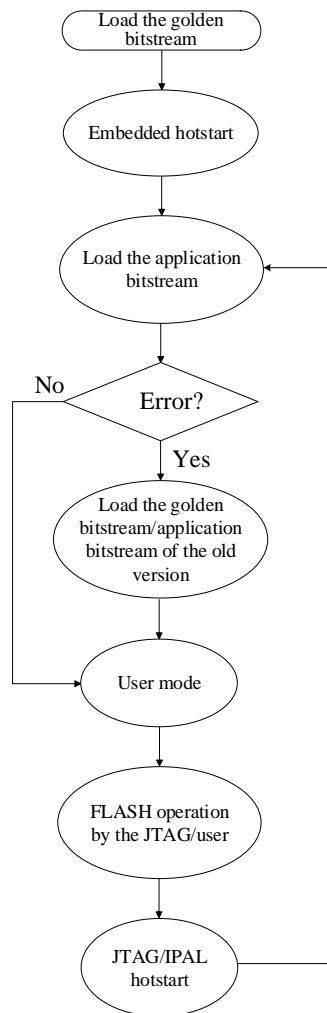 Load the golden
bitstream
Embedded hotstart
Load the application
bitstream
Error?
No
Yes
Load the golden
bitstream/application
bitstream of the old
version
User mode
FLASH operation
by the JTAG/user
JTAG/IPAL
hotstart